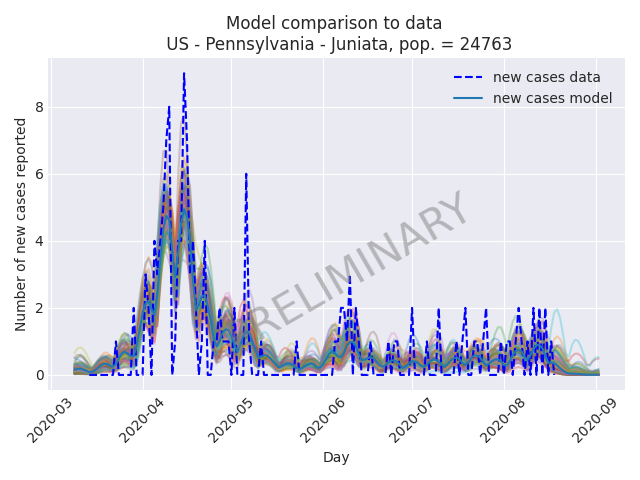 Model comparison to data
US - Pennsylvania - Juniata, pop. = 24763
new cases data
new cases model
Number of new cases reported
8
6
4
2
0
PRELIMINARY
2020-03
2020-04
2020-05
2020-06
2020-07
2020-08
2020-09
Day